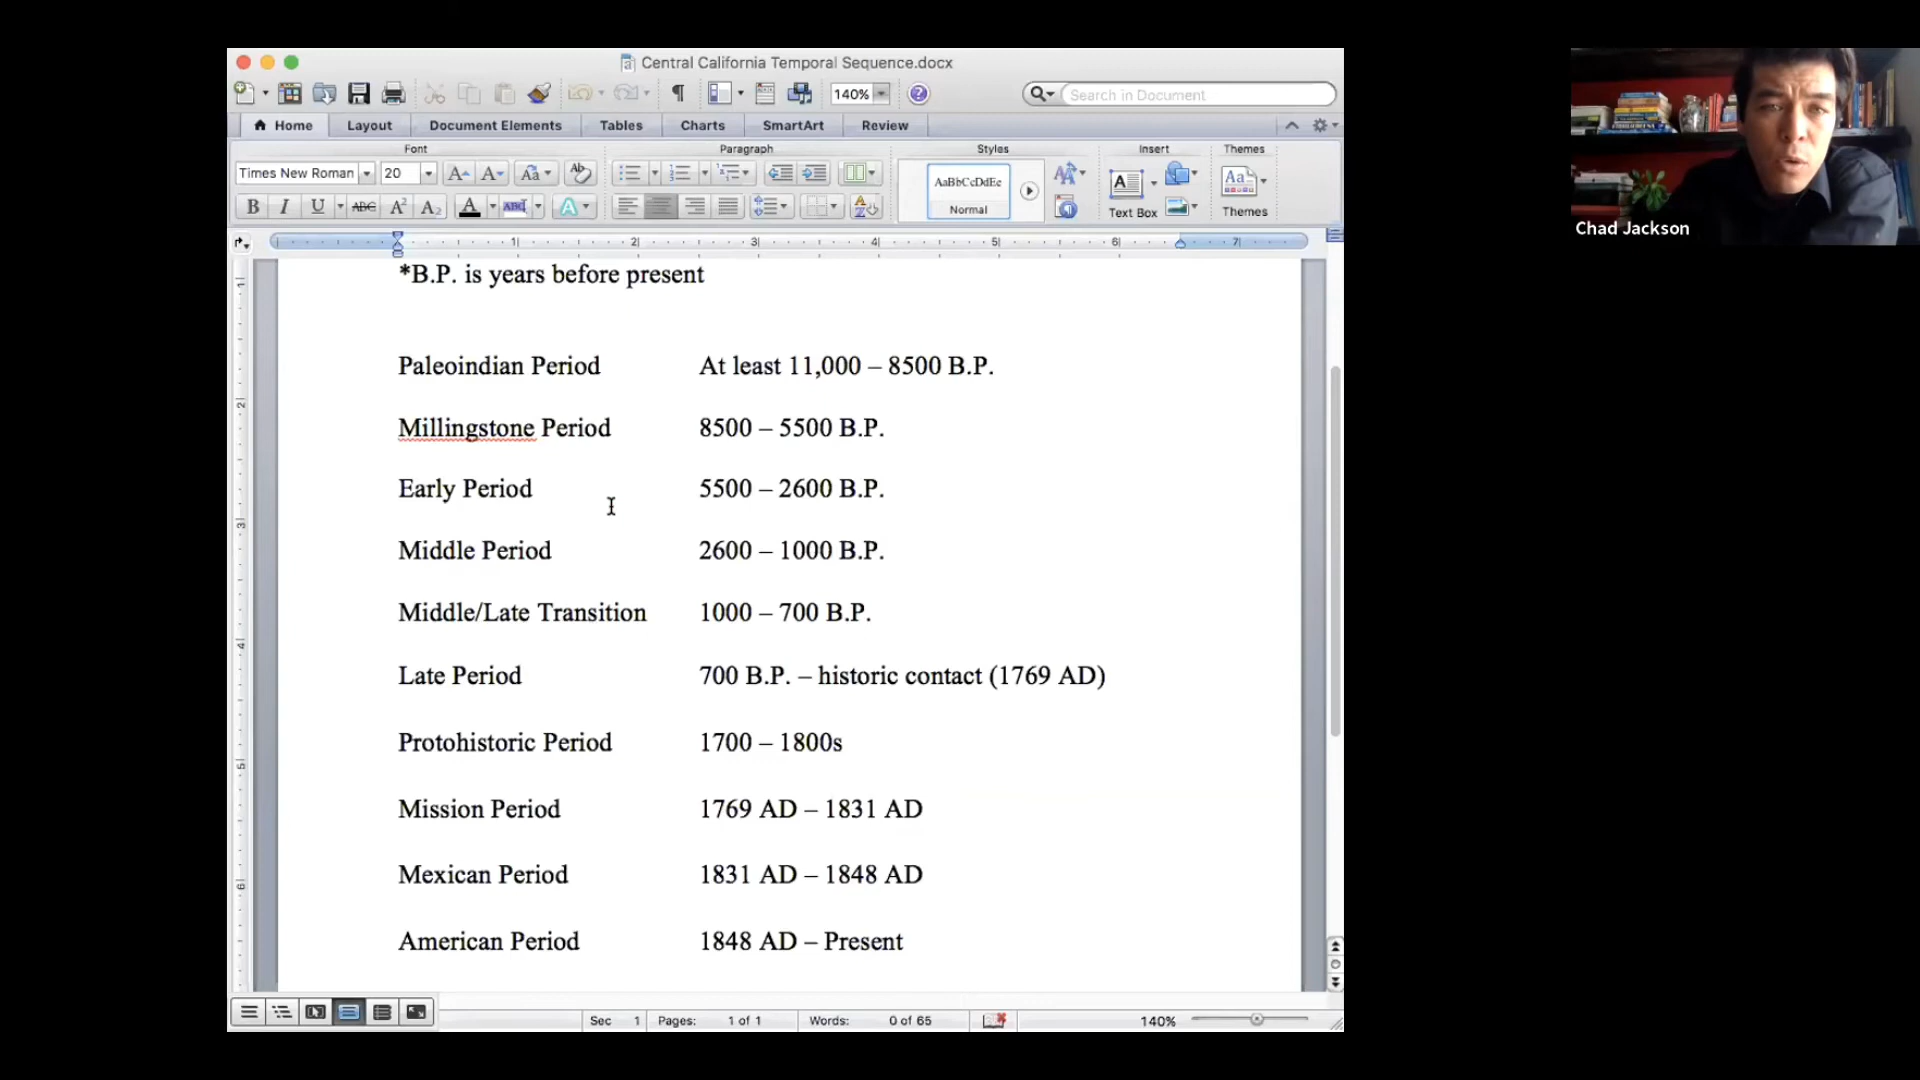 Central California Temporal Sequence.docx
140%
Search in Document
Home Layout Document Elements Tables Charts SmartArt Review
Font Paragraph Styles Insert Themes
Times New Roman 20
AaBbCcDdEe
Normal
Text Box Themes
*B.P. is years before present
Paleoindian Period At least 11,000 – 8500 B.P.
Millingstone Period 8500 – 5500 B.P.
Early Period 5500 – 2600 B.P.
Middle Period 2600 – 1000 B.P.
Middle/Late Transition 1000 – 700 B.P.
Late Period 700 B.P. – historic contact (1769 AD)
Protohistoric Period 1700 – 1800s
Mission Period 1769 AD – 1831 AD
Mexican Period 1831 AD – 1848 AD
American Period 1848 AD – Present
Sec 1 Pages: 1 of 1 Words: 0 of 65 140%
Chad Jackson